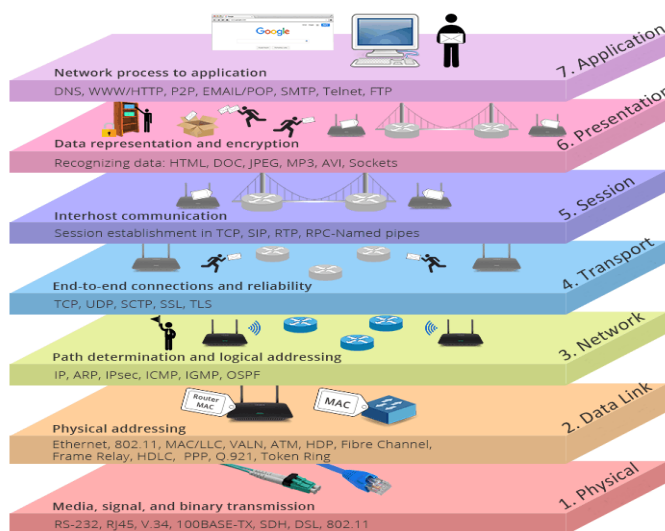 Google
7. Application
Network process to application
DNS, WWW/HTTP, P2P, EMAIL/POP, SMTP, Telnet, FTP
6. Presentation
Data representation and encryption
Recognizing data: HTML, DOC, JPEG, MP3, AVI, Sockets
5. Session
Interhost communication
Session establishment in TCP, SIP, RTP, RPC-Named pipes
4. Transport
End-to-end connections and reliability
TCP, UDP, SCTP, SSL, TLS
3. Network
Path determination and logical addressing
IP, ARP, IPsec, ICMP, IGMP, OSPF
Router
MAC
MAC
2. Data Link
Physical addressing
Ethernet, 802.11, MAC/LLC, VALN, ATM, HDP, Fibre Channel,
Frame Relay, HDLC, PPP, Q.921, Token Ring
1. Physical
Media, signal, and binary transmission
RS-232, RJ45, V.34, 100BASE-TX, SDH, DSL, 802.11